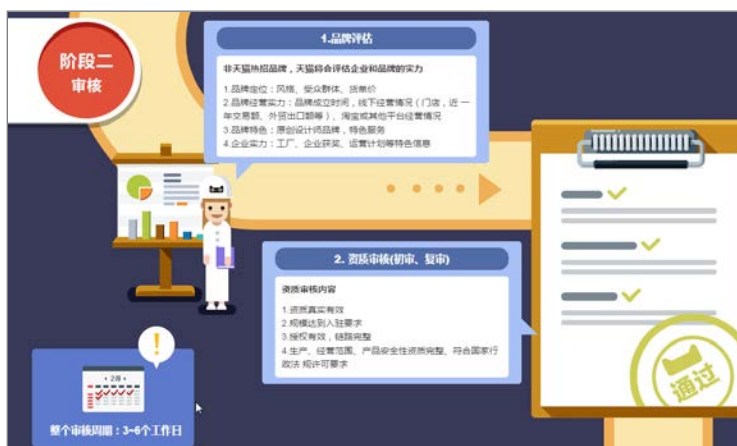 阶段二
审核
1.品牌评估
非天猫热招品牌，天猫将会评估企业和品牌的实力
1.品牌定位：风格、受众群体、货单价
2.品牌经营实力：品牌成立时间，线下经营情况（门店，近 一
年交易额、外贸出口额等）、淘宝或其他平台经营情况
3.品牌特色：原创设计师品牌，特色服务
4.企业实力：工厂、企业获奖、运营计划等特色信息
2. 资质审核(初审、复审)
资质审核内容
1.资质真实有效
2.规模达到入驻要求
3.授权有效，链路完整
4.生产、经营范围、产品安全性资质完整、符合国家行
政法 规许可要求
2月
整个审核周期：3~6个工作日
通过